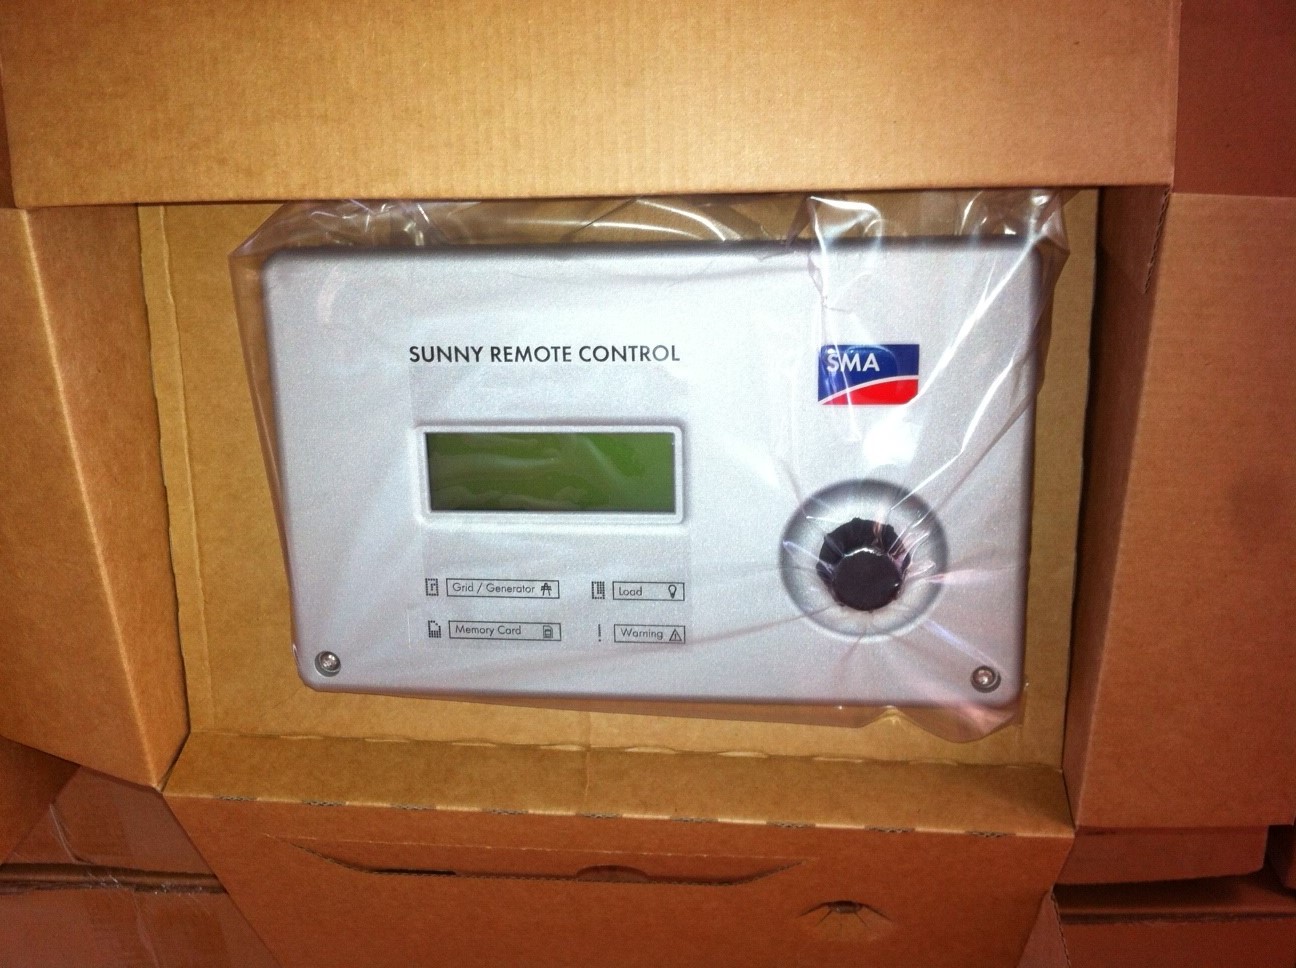 SUNNY REMOTE CONTROL
SMA
Grid / Generator
Load
Memory Card
! Warning